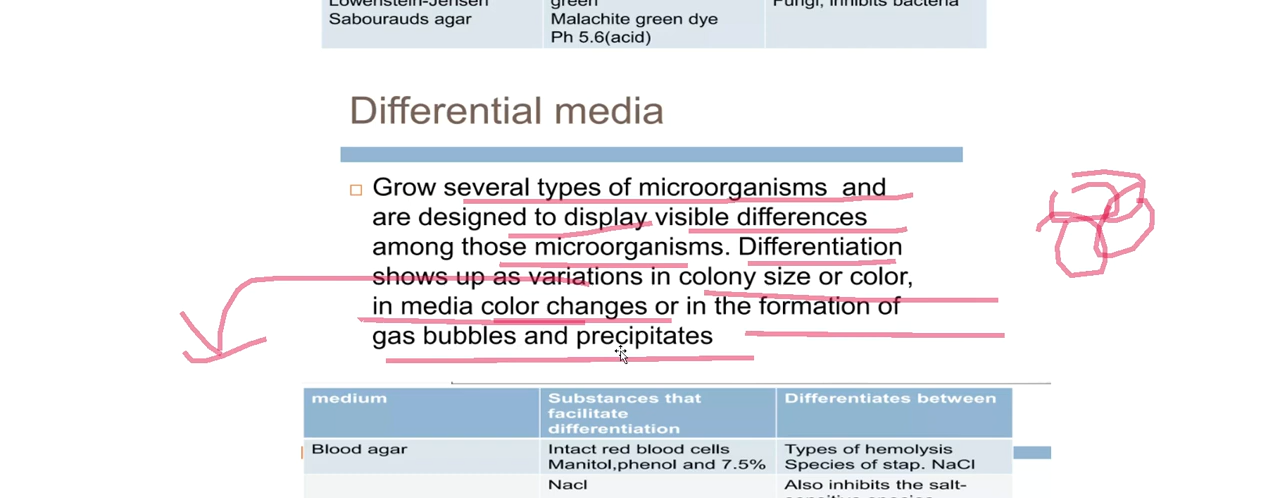 Lowenstein-Jensen
green
Fungi, inhibits bacteria
Sabourauds agar
Malachite green dye
Ph 5.6(acid)
Differential media
Grow several types of microorganisms and
are designed to display visible differences
among those microorganisms. Differentiation
shows up as variations in colony size or color,
in media color changes or in the formation of
gas bubbles and precipitates
medium
Substances that
facilitate
differentiation
Differentiates between
Blood agar
Intact red blood cells
Manitol,phenol and 7.5%
Types of hemolysis
Species of stap. NaCl
Nacl
Also inhibits the salt-
sensitive species